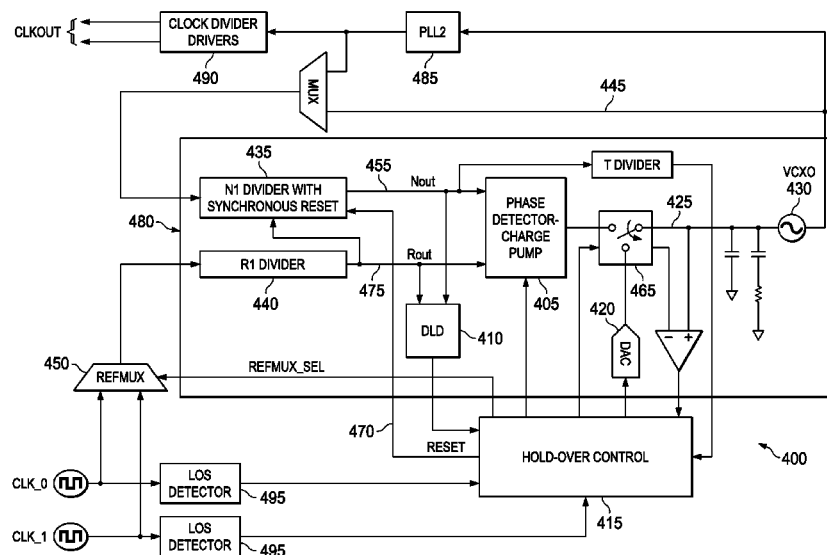 CLKOUT
CLOCK DIVIDER
DRIVERS
490
PLL2
485
MUX
445
435
N1 DIVIDER WITH
SYNCHRONOUS RESET
455
Nout
T DIVIDER
VCXO
430
480
PHASE
DETECTOR-
CHARGE
PUMP
405
425
465
R1 DIVIDER
440
Rout
475
DLD
410
420
DAC
- +
450
REFMUX
REFMUX_SEL
470
RESET
HOLD-OVER CONTROL
415
400
CLK_0
LOS
DETECTOR
495
CLK_1
LOS
DETECTOR
495